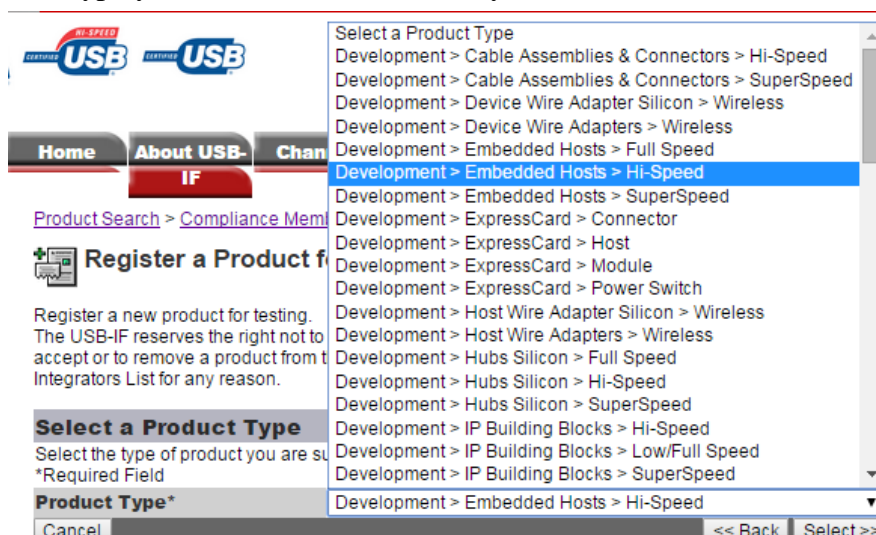 HI-SPEED
CERTIFIED USB
CERTIFIED USB
Home
About USB-IF
Chan
Product Search > Compliance Memb
Register a Product f
Register a new product for testing.
The USB-IF reserves the right not to
accept or to remove a product from t
Integrators List for any reason.
Select a Product Type
Select the type of product you are su
*Required Field
Product Type*
Select a Product Type
Development > Cable Assemblies & Connectors > Hi-Speed
Development > Cable Assemblies & Connectors > SuperSpeed
Development > Device Wire Adapter Silicon > Wireless
Development > Device Wire Adapters > Wireless
Development > Embedded Hosts > Full Speed
Development > Embedded Hosts > Hi-Speed
Development > Embedded Hosts > SuperSpeed
Development > ExpressCard > Connector
Development > ExpressCard > Host
Development > ExpressCard > Module
Development > ExpressCard > Power Switch
Development > Host Wire Adapter Silicon > Wireless
Development > Host Wire Adapters > Wireless
Development > Hubs Silicon > Full Speed
Development > Hubs Silicon > Hi-Speed
Development > Hubs Silicon > SuperSpeed
Development > IP Building Blocks > Hi-Speed
Development > IP Building Blocks > Low/Full Speed
Development > IP Building Blocks > SuperSpeed
Development > Embedded Hosts > Hi-Speed
Cancel
<< Back
Select >>